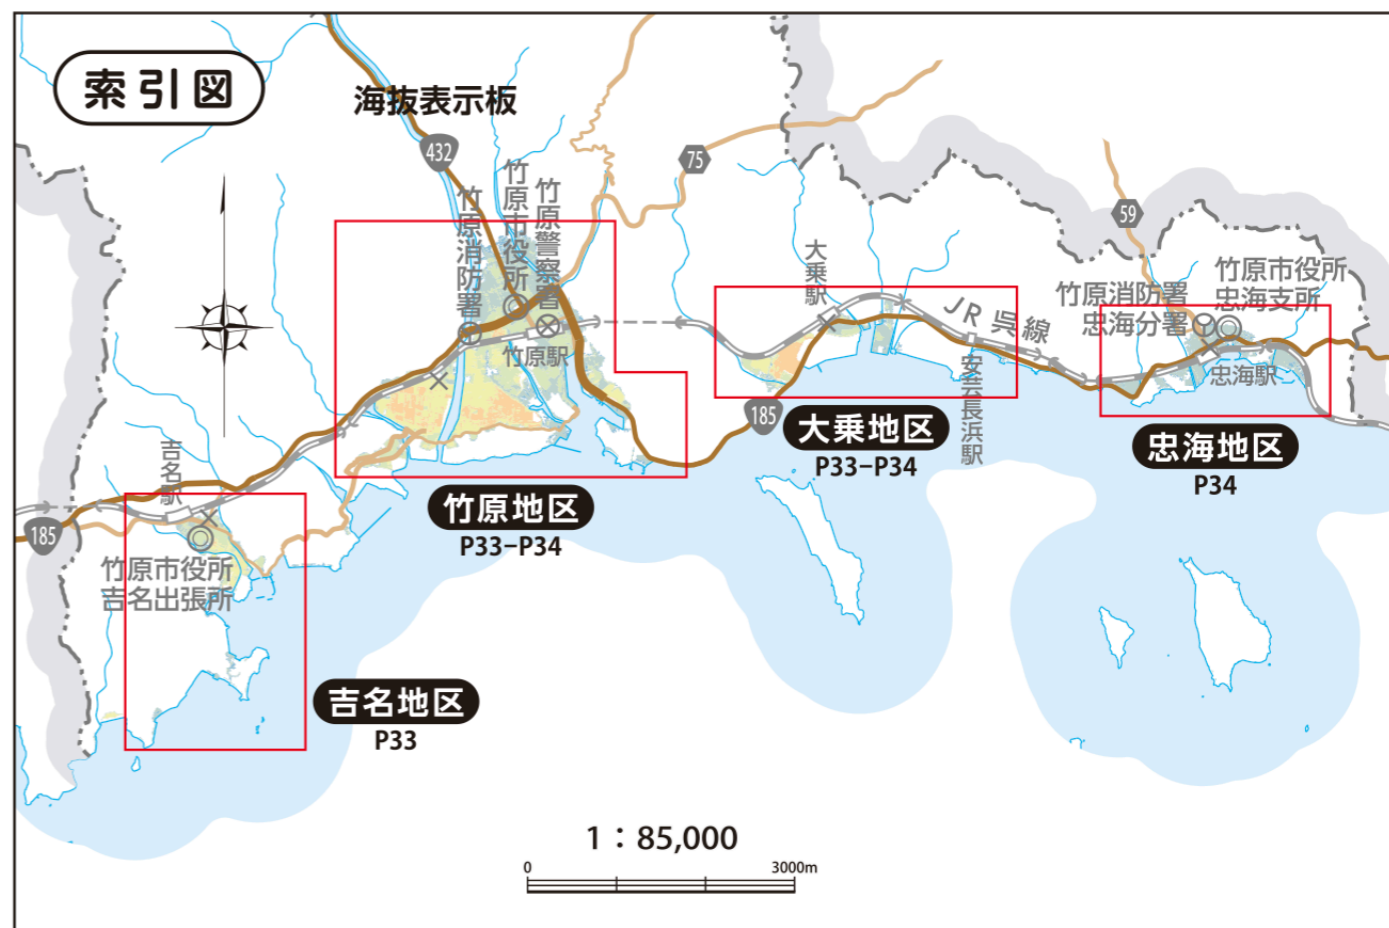 索引図
海抜表示板
432
75
59
竹原消防署
竹原市役所
竹原警察署
竹原駅
大乗駅
JR呉線
安芸長浜駅
竹原消防署
忠海分署
竹原市役所
忠海支所
忠海駅
185
大乗地区
P33-P34
忠海地区
P34
竹原地区
P33-P34
吉名駅
185
竹原市役所
吉名出張所
吉名地区
P33
1：85,000
0 3000m